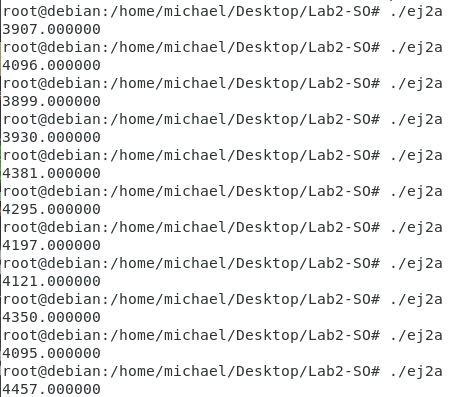 root@debian:/home/michael/Desktop/Lab2-SO# ./ej2a
3907.000000
root@debian:/home/michael/Desktop/Lab2-SO# ./ej2a
4096.000000
root@debian:/home/michael/Desktop/Lab2-SO# ./ej2a
3899.000000
root@debian:/home/michael/Desktop/Lab2-SO# ./ej2a
3930.000000
root@debian:/home/michael/Desktop/Lab2-SO# ./ej2a
4381.000000
root@debian:/home/michael/Desktop/Lab2-SO# ./ej2a
4295.000000
root@debian:/home/michael/Desktop/Lab2-SO# ./ej2a
4197.000000
root@debian:/home/michael/Desktop/Lab2-SO# ./ej2a
4121.000000
root@debian:/home/michael/Desktop/Lab2-SO# ./ej2a
4350.000000
root@debian:/home/michael/Desktop/Lab2-SO# ./ej2a
4095.000000
root@debian:/home/michael/Desktop/Lab2-SO# ./ej2a
4457.000000